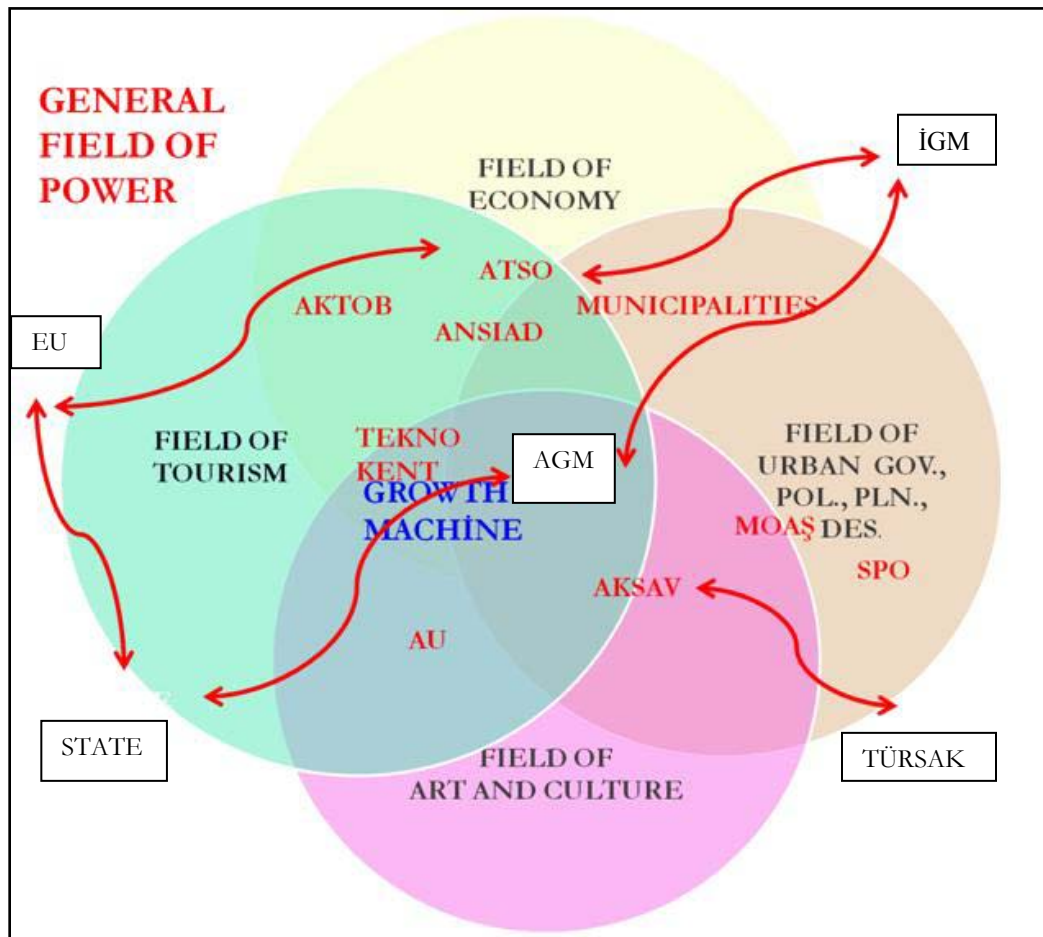 GENERAL
FIELD OF
POWER
İGM
FIELD OF
ECONOMY
ATSO
AKTOB
MUNICIPALITIES
ANSIAD
EU
FIELD OF
TOURISM
TEKNO
KENT
AGM
GROWTH
MACHİNE
FIELD OF
URBAN GOV.,
POL., PLN.,
DES.
MOAŞ
SPO
AKSAV
AU
STATE
TÜRSAK
FIELD OF
ART AND CULTURE